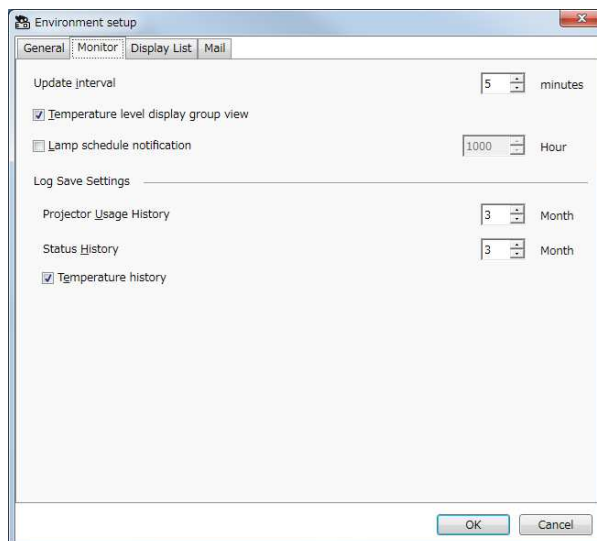 Environment setup
General Monitor Display List Mail
Update interval 5 minutes
Temperature level display group view
Lamp schedule notification 1000 Hour
Log Save Settings
Projector Usage History 3 Month
Status History 3 Month
Temperature history
OK Cancel